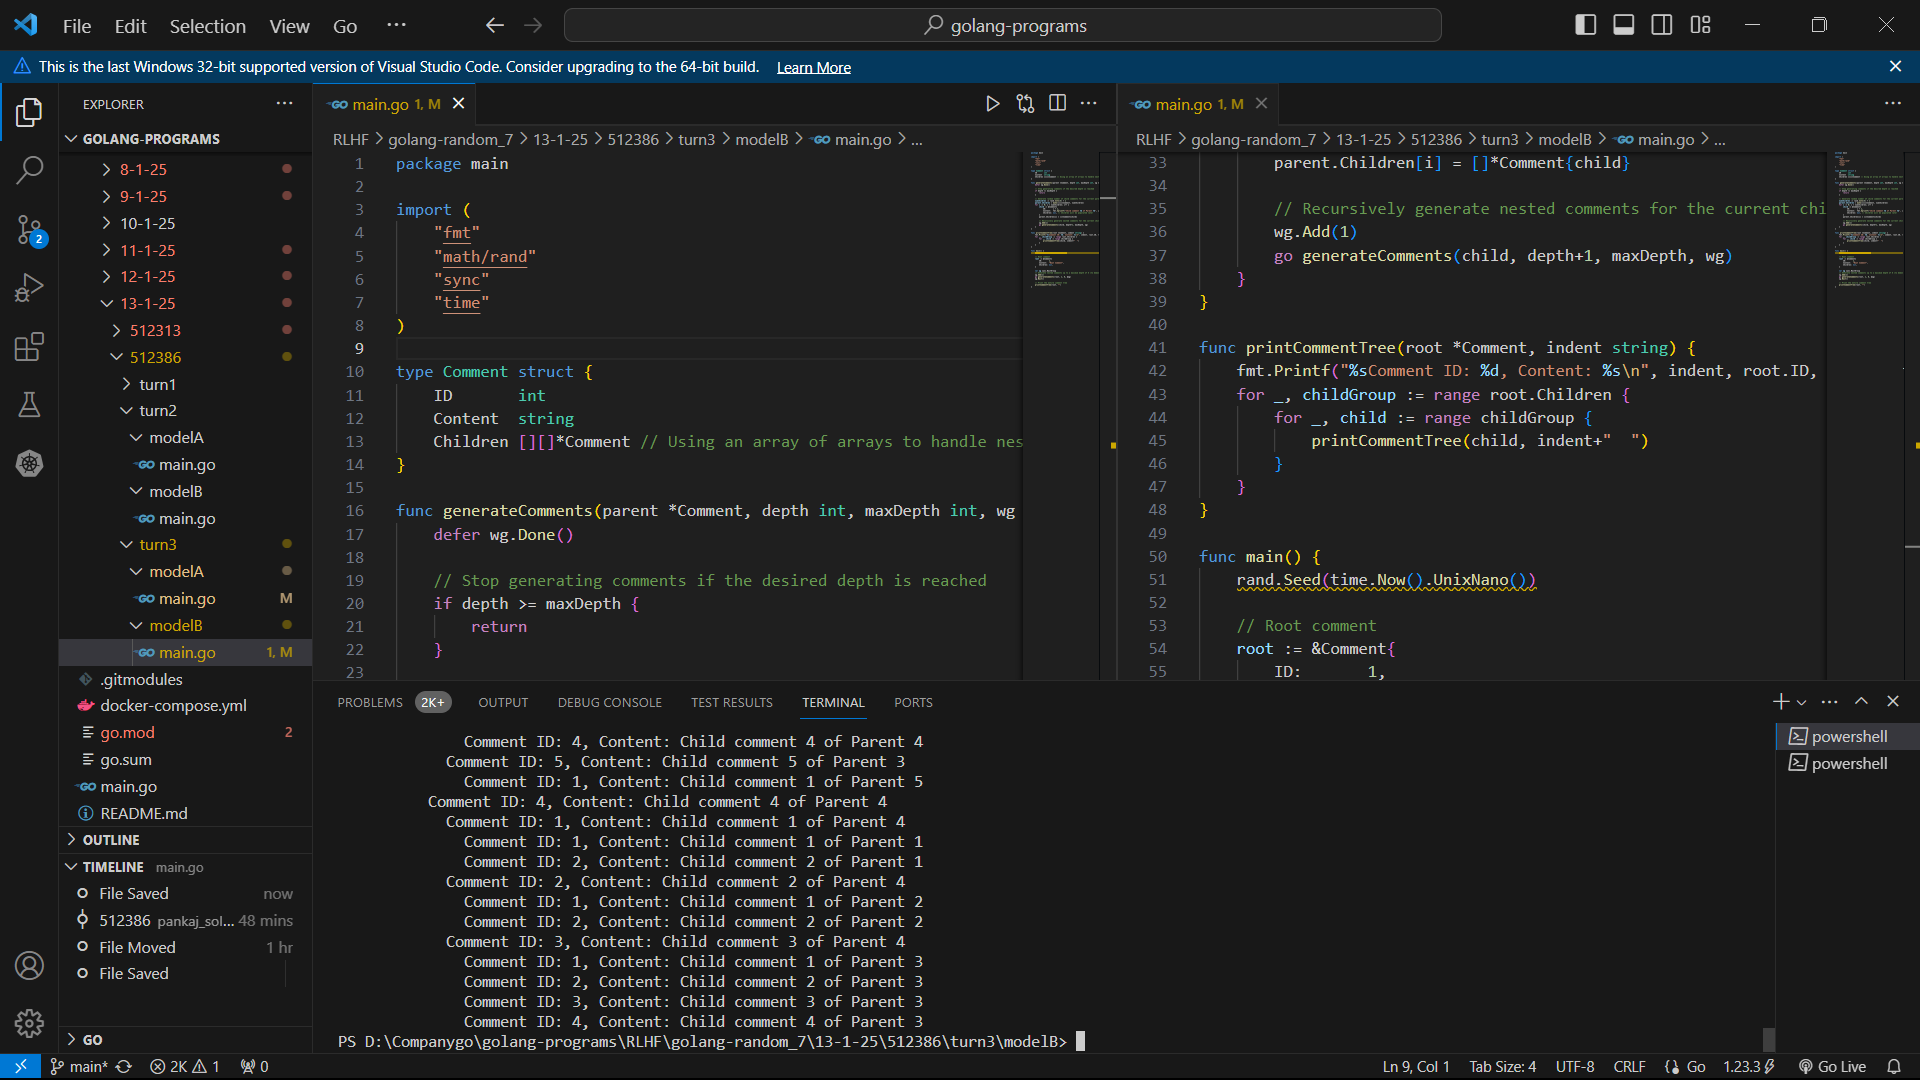 File Edit Selection View Go ···
golang-programs
This is the last Windows 32-bit supported version of Visual Studio Code. Consider upgrading to the 64-bit build. Learn More
EXPLORER
GOLANG-PROGRAMS
8-1-25
9-1-25
10-1-25
11-1-25
12-1-25
13-1-25
512313
512386
turn1
turn2
modelA
main.go
modelB
main.go
turn3
modelA
main.go M
modelB
main.go 1, M
.gitmodules
docker-compose.yml
go.mod 2
go.sum
main.go
README.md
OUTLINE
TIMELINE main.go
File Saved now
512386 pankaj_sol... 48 mins
File Moved 1 hr
File Saved
GO
2
main.go 1, M
RLHF > golang-random_7 > 13-1-25 > 512386 > turn3 > modelB > main.go > ...
1 package main
2
3 import (
4 "fmt"
5 "math/rand"
6 "sync"
7 "time"
8 )
9
10 type Comment struct {
11 ID int
12 Content string
13 Children [][]*Comment // Using an array of arrays to handle nes
14 }
15
16 func generateComments(parent *Comment, depth int, maxDepth int, wg
17 defer wg.Done()
18
19 // Stop generating comments if the desired depth is reached
20 if depth >= maxDepth {
21 return
22 }
23
main.go 1, M
RLHF > golang-random_7 > 13-1-25 > 512386 > turn3 > modelB > main.go > ...
33 parent.Children[i] = []*Comment{child}
34
35 // Recursively generate nested comments for the current chi
36 wg.Add(1)
37 go generateComments(child, depth+1, maxDepth, wg)
38 }
39 }
40
41 func printCommentTree(root *Comment, indent string) {
42 fmt.Printf("%sComment ID: %d, Content: %s\n", indent, root.ID,
43 for _, childGroup := range root.Children {
44 for _, child := range childGroup {
45 printCommentTree(child, indent+"  ")
46 }
47 }
48 }
49
50 func main() {
51 rand.Seed(time.Now().UnixNano())
52
53 // Root comment
54 root := &Comment{
55 ID: 1,
PROBLEMS 2K+ OUTPUT DEBUG CONSOLE TEST RESULTS TERMINAL PORTS
Comment ID: 4, Content: Child comment 4 of Parent 4
Comment ID: 5, Content: Child comment 5 of Parent 3
Comment ID: 1, Content: Child comment 1 of Parent 5
Comment ID: 4, Content: Child comment 4 of Parent 4
Comment ID: 1, Content: Child comment 1 of Parent 4
Comment ID: 1, Content: Child comment 1 of Parent 1
Comment ID: 2, Content: Child comment 2 of Parent 1
Comment ID: 2, Content: Child comment 2 of Parent 4
Comment ID: 1, Content: Child comment 1 of Parent 2
Comment ID: 2, Content: Child comment 2 of Parent 2
Comment ID: 3, Content: Child comment 3 of Parent 4
Comment ID: 1, Content: Child comment 1 of Parent 3
Comment ID: 2, Content: Child comment 2 of Parent 3
Comment ID: 3, Content: Child comment 3 of Parent 3
Comment ID: 4, Content: Child comment 4 of Parent 3
PS D:\Companygo\golang-programs\RLHF\golang-random_7\13-1-25\512386\turn3\modelB>
powershell
powershell
main* 2K 1 0 Ln 9, Col 1 Tab Size: 4 UTF-8 CRLF Go 1.23.3 Go Live